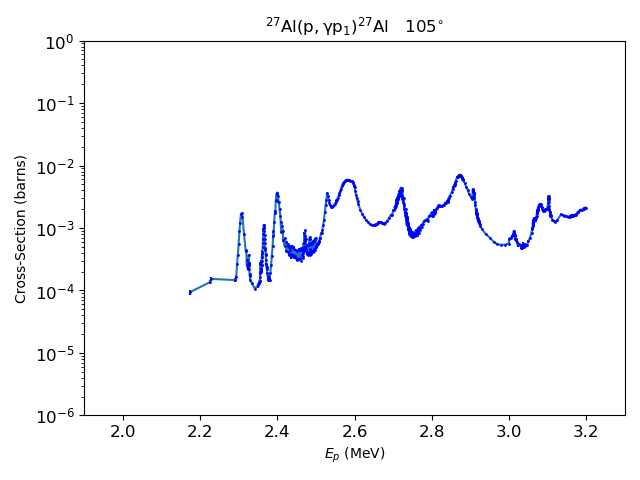 ²⁷Al(p, γp₁)²⁷Al 105°
Cross-Section (barns)
10⁰
10⁻¹
10⁻²
10⁻³
10⁻⁴
10⁻⁵
10⁻⁶
2.0 2.2 2.4 2.6 2.8 3.0 3.2
Eₚ (MeV)